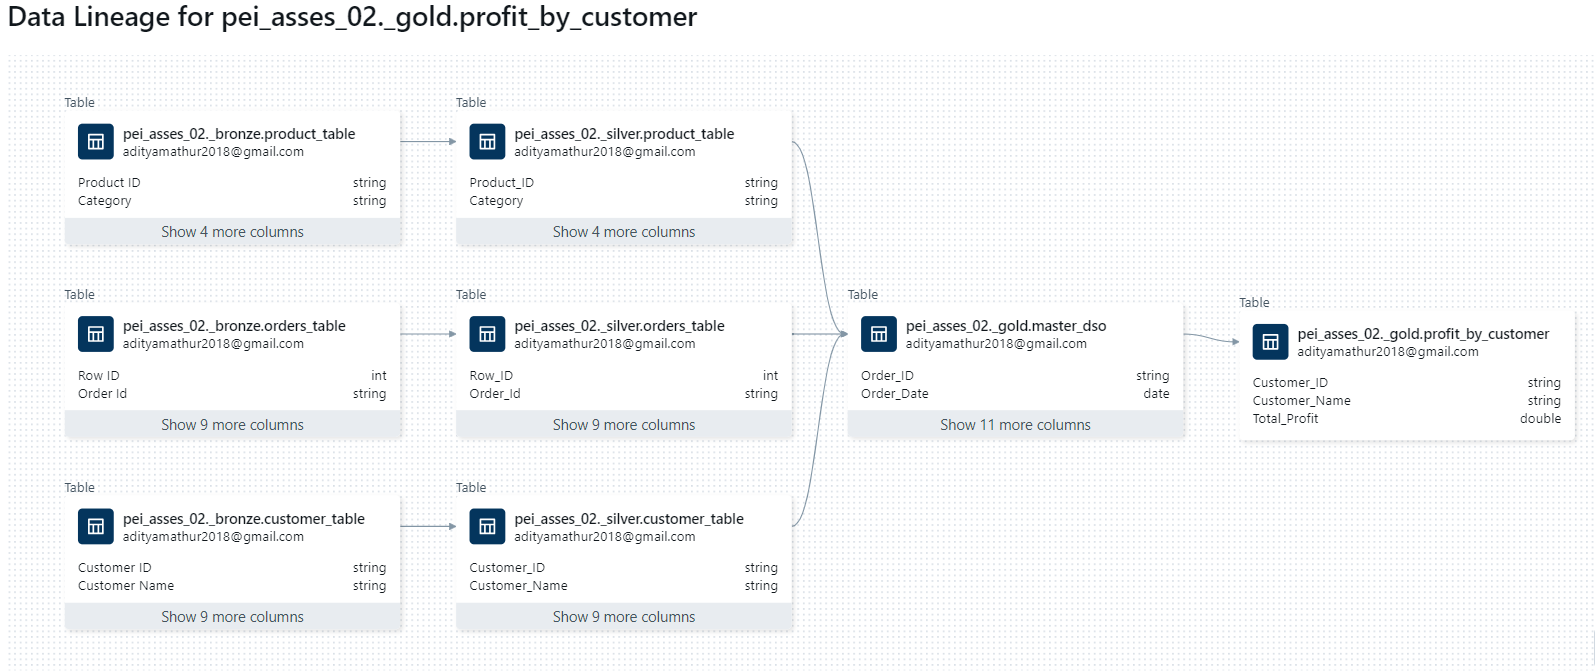 Data Lineage for pei_asses_02._gold.profit_by_customer
Table
pei_asses_02._bronze.product_table
adityamathur2018@gmail.com
Product ID string
Category string
Show 4 more columns
Table
pei_asses_02._silver.product_table
adityamathur2018@gmail.com
Product_ID string
Category string
Show 4 more columns
Table
pei_asses_02._bronze.orders_table
adityamathur2018@gmail.com
Row ID int
Order Id string
Show 9 more columns
Table
pei_asses_02._silver.orders_table
adityamathur2018@gmail.com
Row_ID int
Order_Id string
Show 9 more columns
Table
pei_asses_02._gold.master_dso
adityamathur2018@gmail.com
Order_ID string
Order_Date date
Show 11 more columns
Table
pei_asses_02._gold.profit_by_customer
adityamathur2018@gmail.com
Customer_ID string
Customer_Name string
Total_Profit double
Table
pei_asses_02._bronze.customer_table
adityamathur2018@gmail.com
Customer ID string
Customer Name string
Show 9 more columns
Table
pei_asses_02._silver.customer_table
adityamathur2018@gmail.com
Customer_ID string
Customer_Name string
Show 9 more columns